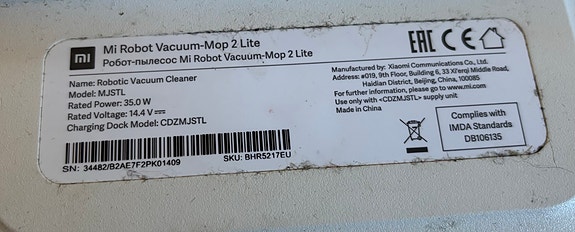 mi
Mi Robot Vacuum-Mop 2 Lite
Робот-пылесос Mi Robot Vacuum-Mop 2 Lite
Name: Robotic Vacuum Cleaner
Model: MJSTL
Rated Power: 35.0 W
Rated Voltage: 14.4 V
Charging Dock Model: CDZMJSTL
SN: 34482/B2AE7F2PK01409
SKU: BHR5217EU
EAC CE
Manufactured by: Xiaomi Communications Co., Ltd.
Address: #019, 9th Floor, Building 6, 33 Xi'erqi Middle Road,
Haidian District, Beijing, China, 100085
For further information, please go to www.mi.com
Use only with <CDZMJSTL> supply unit
Made in China
Complies with
IMDA Standards
DB106135